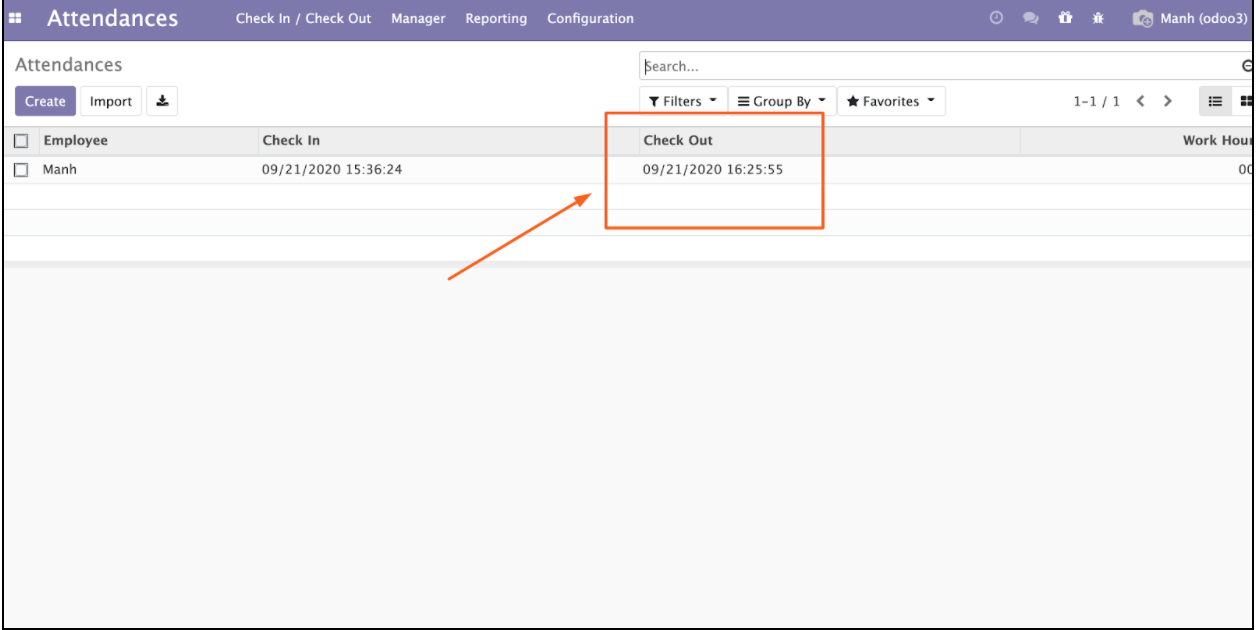 Attendances Check In / Check Out Manager Reporting Configuration Manh (odoo3)
Attendances Search...
Create Import Filters Group By Favorites 1-1 / 1
Employee Check In Check Out Work Hour
Manh 09/21/2020 15:36:24 09/21/2020 16:25:55 00